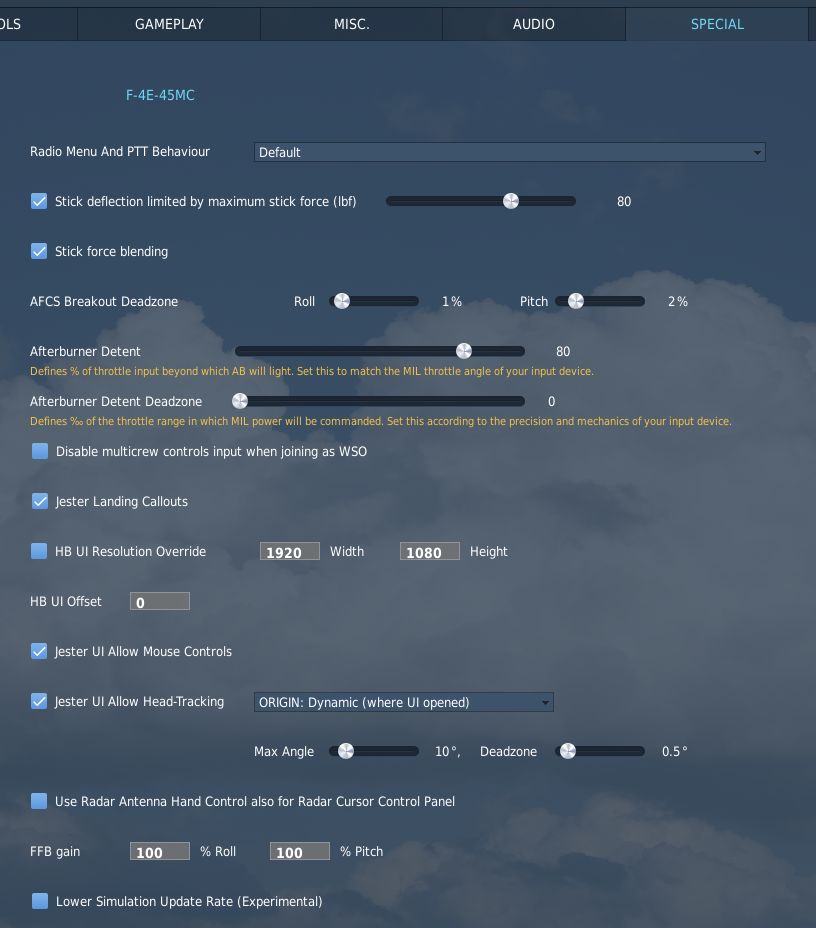 OLS GAMEPLAY MISC. AUDIO SPECIAL
F-4E-45MC
Radio Menu And PTT Behaviour Default
Stick deflection limited by maximum stick force (lbf) 80
Stick force blending
AFCS Breakout Deadzone Roll 1% Pitch 2%
Afterburner Detent 80
Defines % of throttle input beyond which AB will light. Set this to match the MIL throttle angle of your input device.
Afterburner Detent Deadzone 0
Defines ‰ of the throttle range in which MIL power will be commanded. Set this according to the precision and mechanics of your input device.
Disable multicrew controls input when joining as WSO
Jester Landing Callouts
HB UI Resolution Override 1920 Width 1080 Height
HB UI Offset 0
Jester UI Allow Mouse Controls
Jester UI Allow Head-Tracking ORIGIN: Dynamic (where UI opened)
Max Angle 10°, Deadzone 0.5°
Use Radar Antenna Hand Control also for Radar Cursor Control Panel
FFB gain 100 % Roll 100 % Pitch
Lower Simulation Update Rate (Experimental)